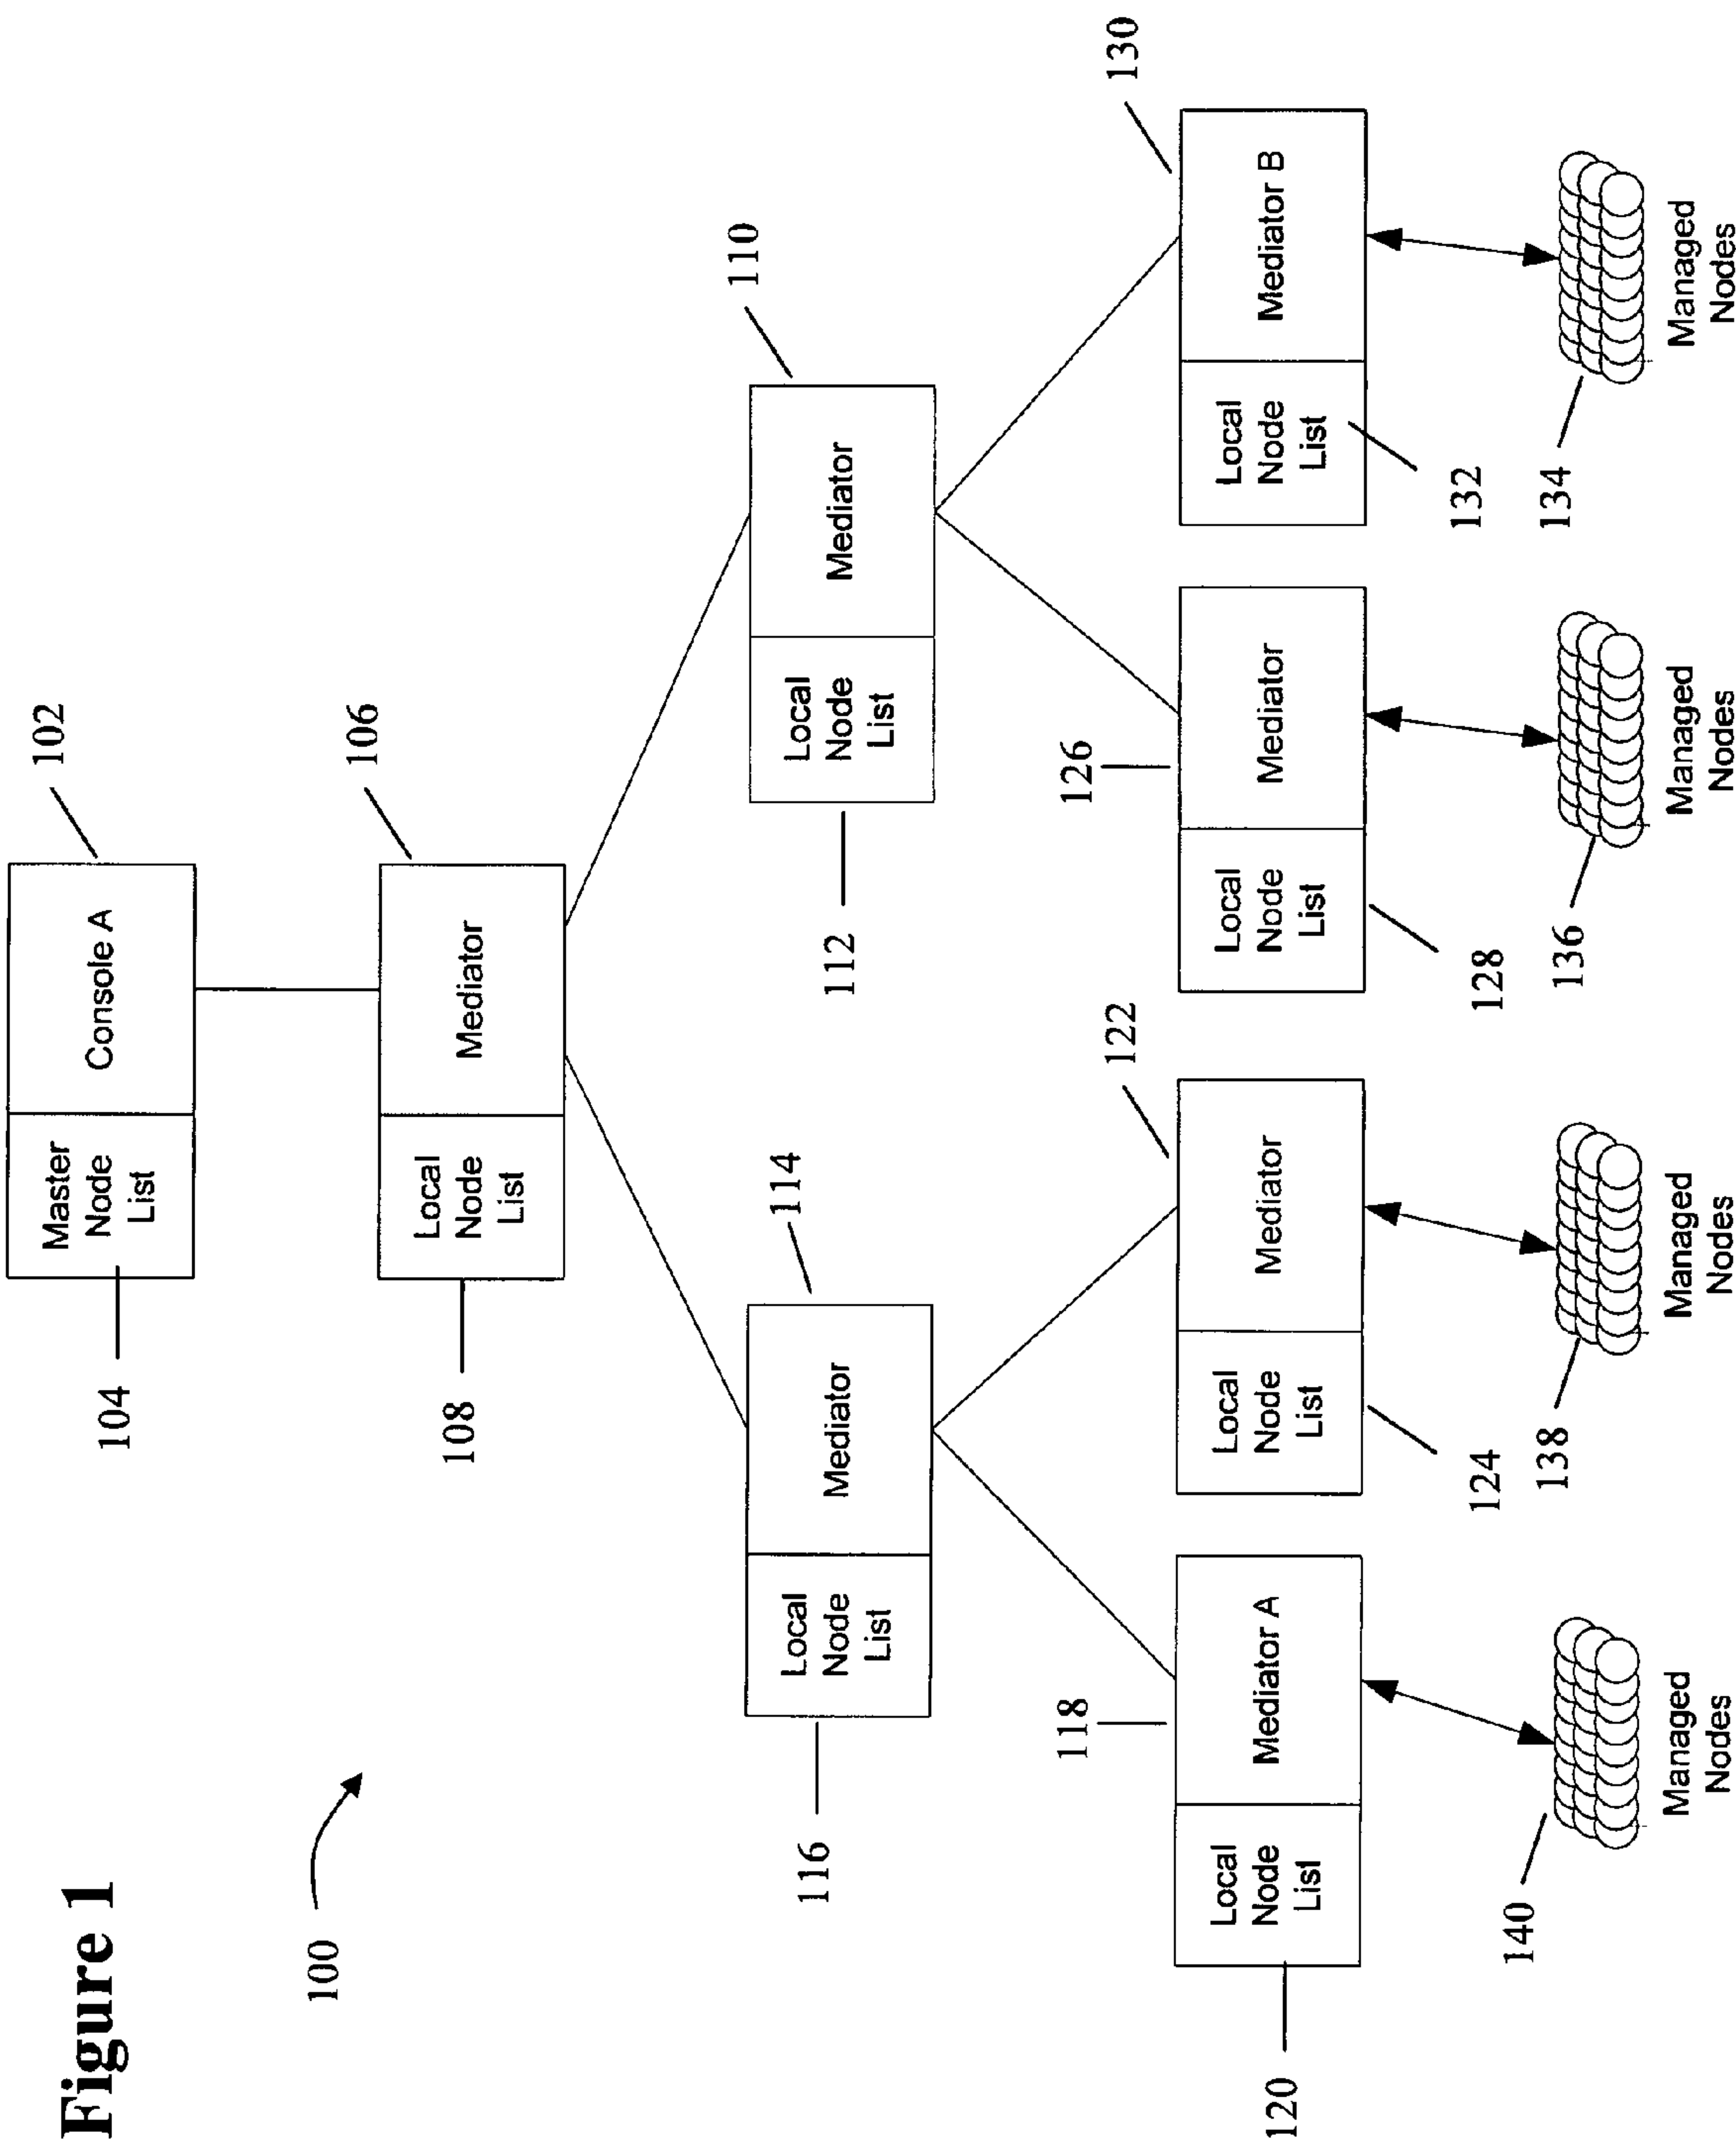 Figure 1
100
Master
Node
List
Console A
102
104
Local
Node
List
Mediator
106
108
Local
Node
List
Mediator
114
116
Local
Node
List
Mediator
110
112
Local
Node
List
Mediator A
118
120
Local
Node
List
Mediator
122
124
Local
Node
List
Mediator
126
128
Local
Node
List
Mediator B
130
132
140
Managed
Nodes
138
Managed
Nodes
136
Managed
Nodes
134
Managed
Nodes